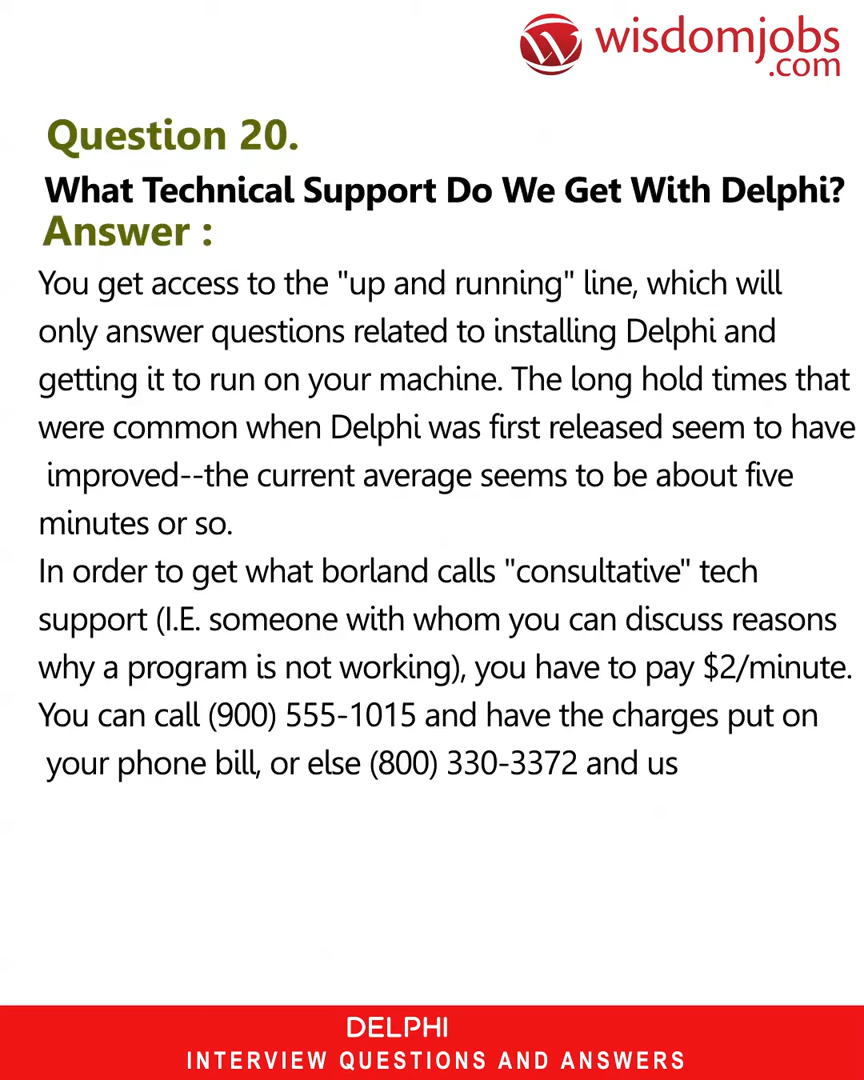 wisdomjobs
.com
Question 20.
What Technical Support Do We Get With Delphi?
Answer :
You get access to the "up and running" line, which will
only answer questions related to installing Delphi and
getting it to run on your machine. The long hold times that
were common when Delphi was first released seem to have
improved--the current average seems to be about five
minutes or so.
In order to get what borland calls "consultative" tech
support (I.E. someone with whom you can discuss reasons
why a program is not working), you have to pay $2/minute.
You can call (900) 555-1015 and have the charges put on
your phone bill, or else (800) 330-3372 and us
DELPHI
INTERVIEW QUESTIONS AND ANSWERS